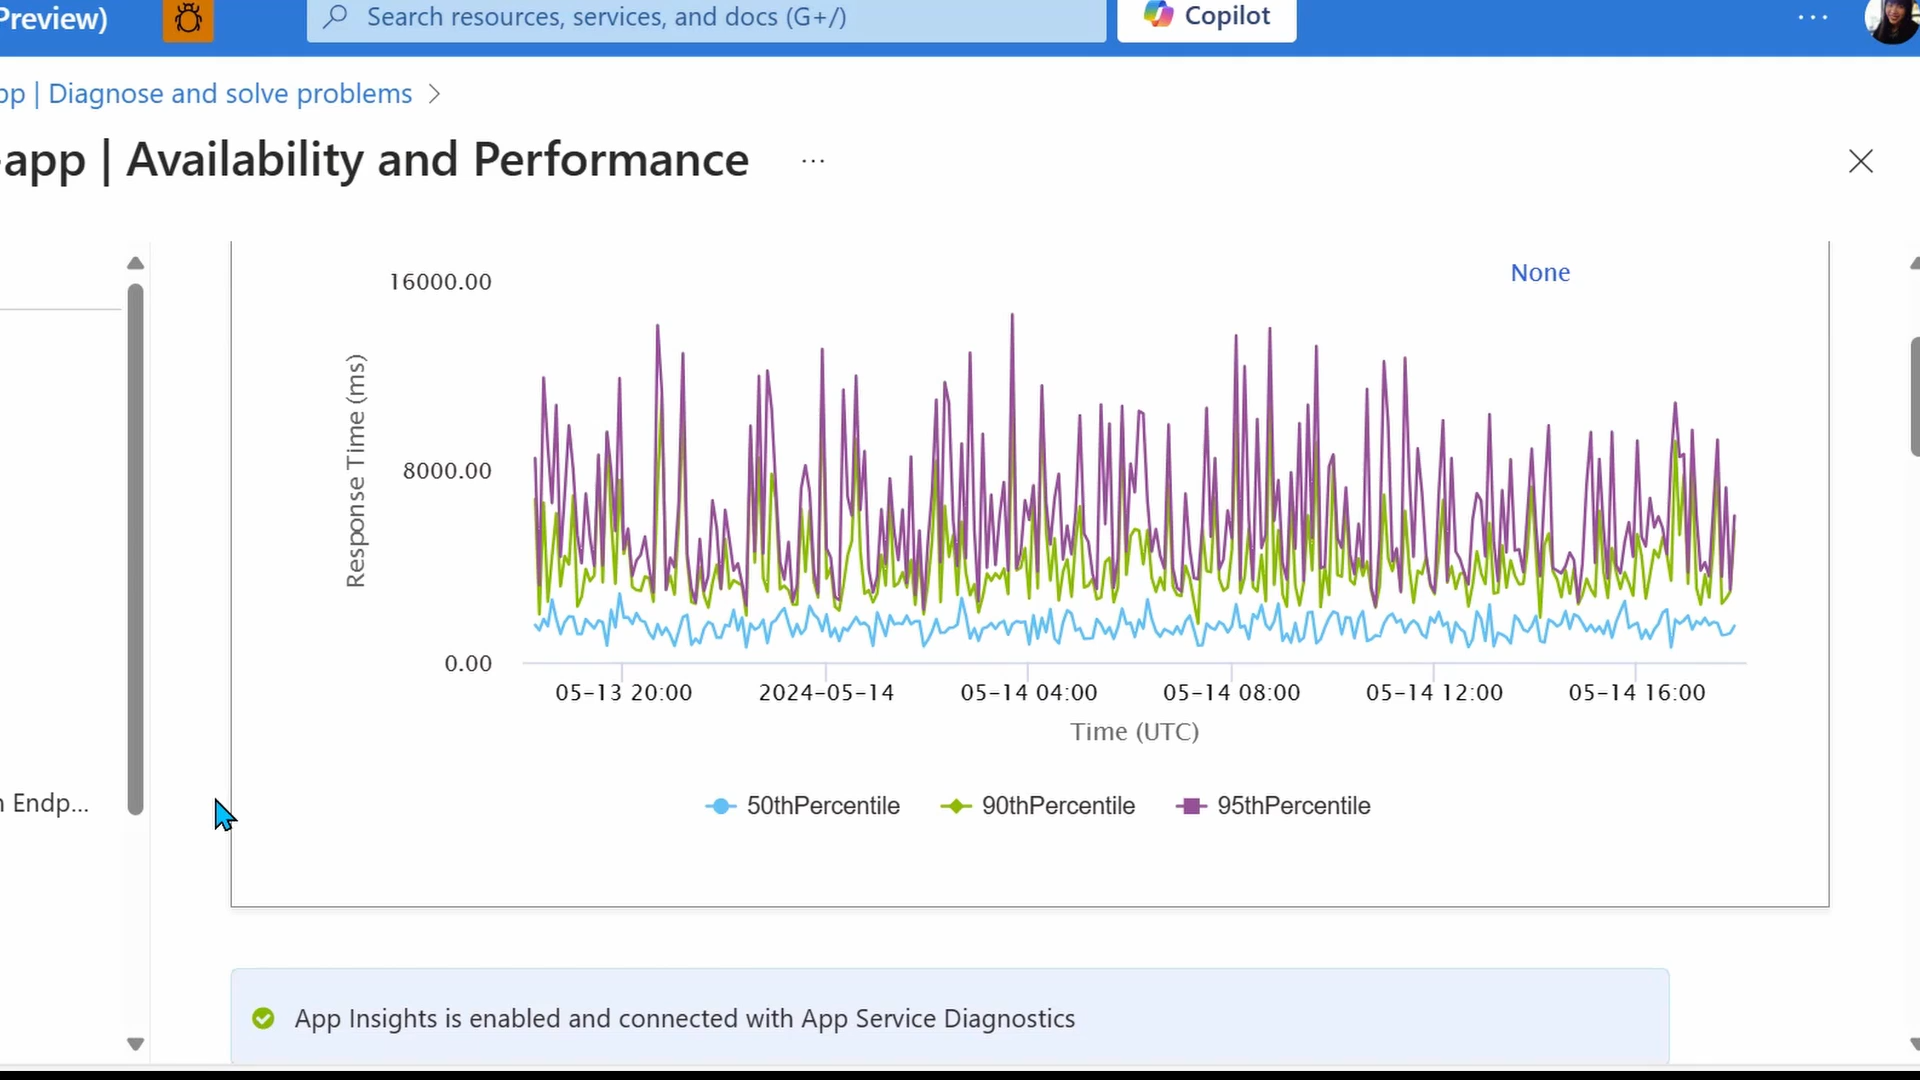 Preview)
Search resources, services, and docs (G+/)
Copilot
pp | Diagnose and solve problems
-app | Availability and Performance
None
16000.00
8000.00
0.00
Response Time (ms)
05-13 20:00
2024-05-14
05-14 04:00
05-14 08:00
05-14 12:00
05-14 16:00
Time (UTC)
50thPercentile
90thPercentile
95thPercentile
n Endp...
App Insights is enabled and connected with App Service Diagnostics